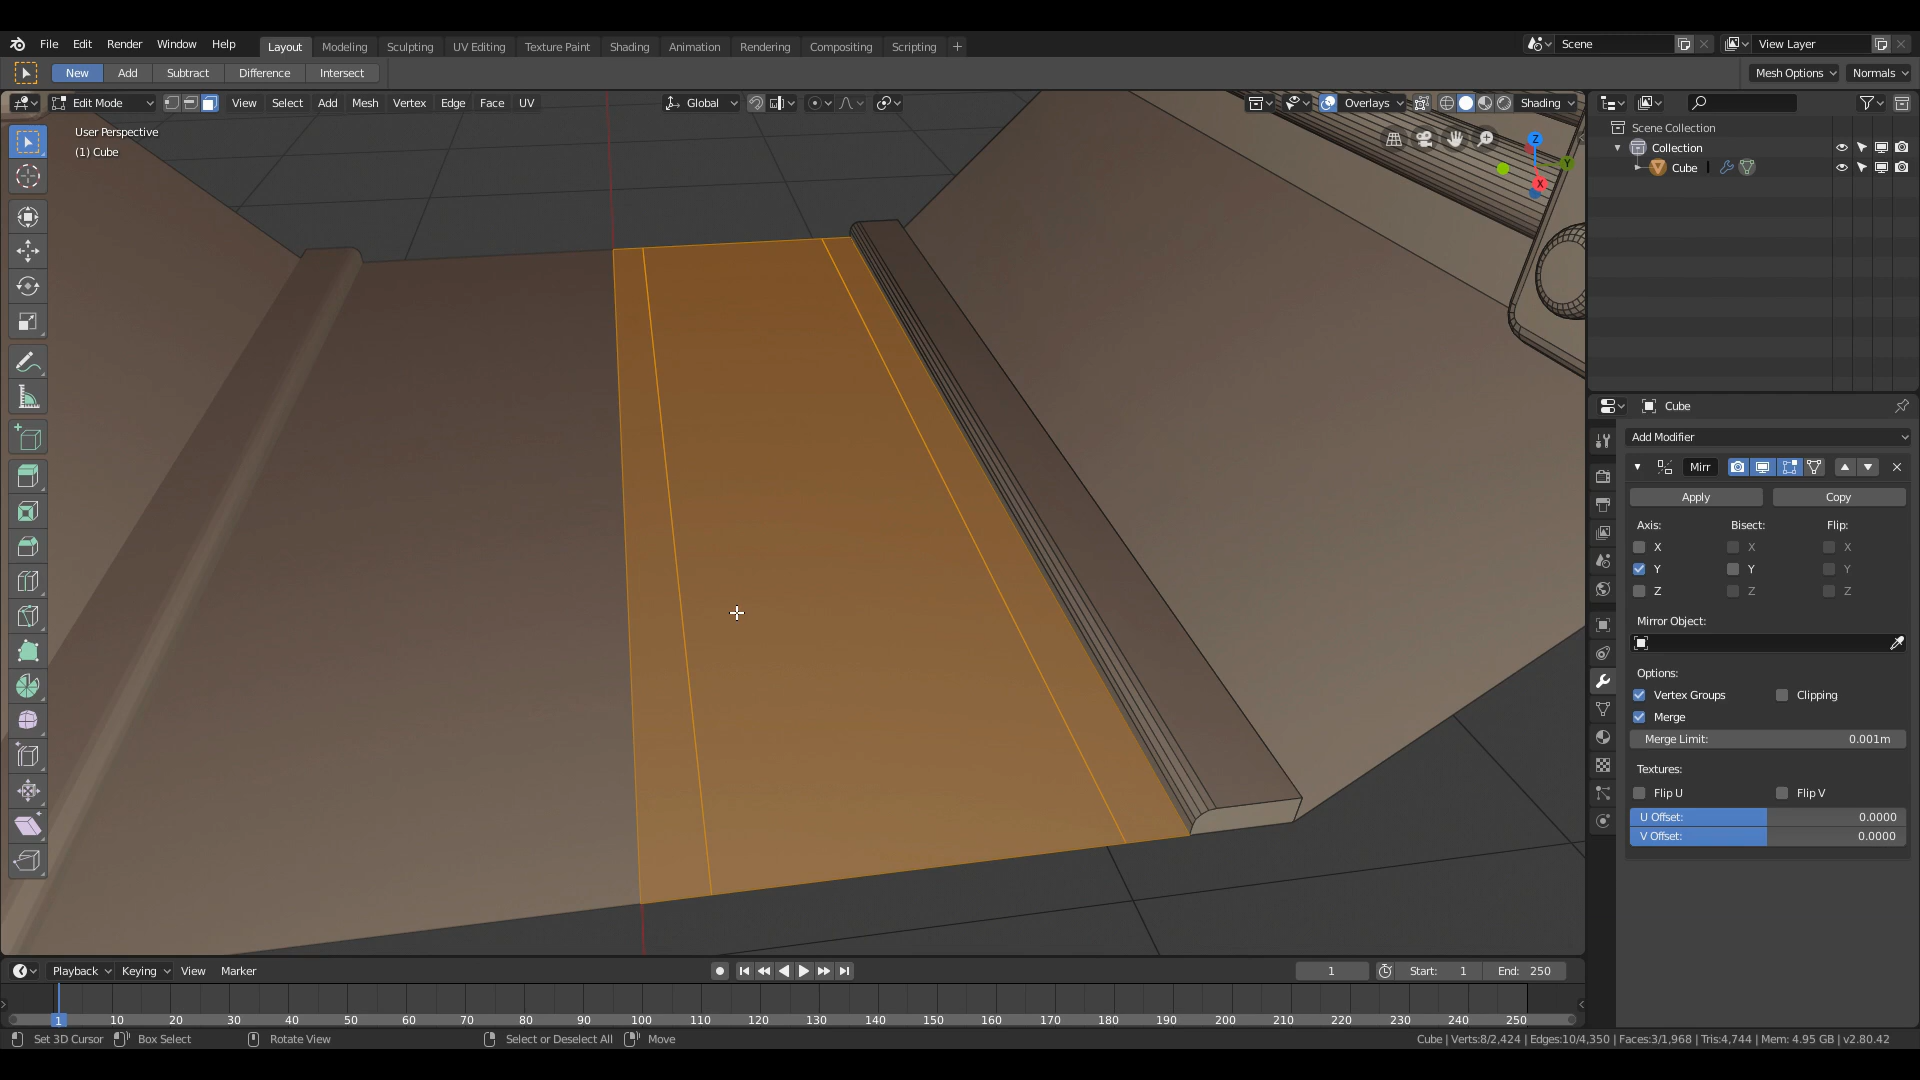 File Edit Render Window Help Layout Modeling Sculpting UV Editing Texture Paint Shading Animation Rendering Compositing Scripting + Scene View Layer
New Add Subtract Difference Intersect Mesh Options Normals
Edit Mode View Select Add Mesh Vertex Edge Face UV Global Overlays Shading
User Perspective
(1) Cube
Z
Y
X
Scene Collection
Collection
Cube
Cube
Add Modifier
Mirr
Apply Copy
Axis: Bisect: Flip:
X X X
Y Y Y
Z Z Z
Mirror Object:
Options:
Vertex Groups Clipping
Merge
Merge Limit: 0.001m
Textures:
Flip U Flip V
U Offset: 0.0000
V Offset: 0.0000
Playback Keying View Marker 1 Start: 1 End: 250
1 10 20 30 40 50 60 70 80 90 100 110 120 130 140 150 160 170 180 190 200 210 220 230 240 250
Set 3D Cursor Box Select Rotate View Select or Deselect All Move Cube | Verts:8/2,424 | Edges:10/4,350 | Faces:3/1,968 | Tris:4,744 | Mem: 4.95 GB | v2.80.42